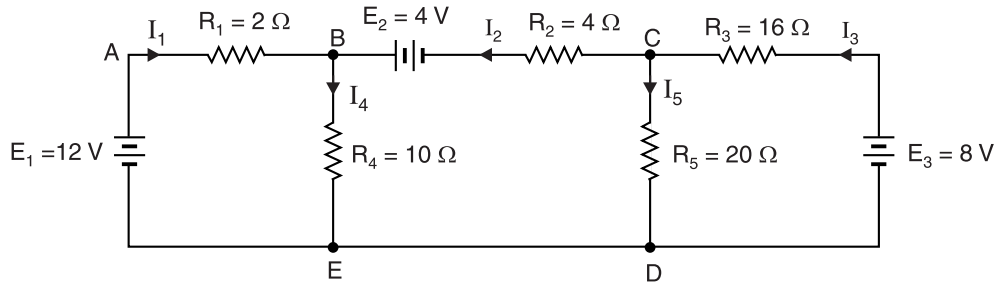 E₂ = 4 V
I₁
R₁ = 2 Ω
I₂
R₂ = 4 Ω
R₃ = 16 Ω
I₃
A
B
C
I₄
I₅
E₁ =12 V
R₄ = 10 Ω
R₅ = 20 Ω
E₃ = 8 V
E
D